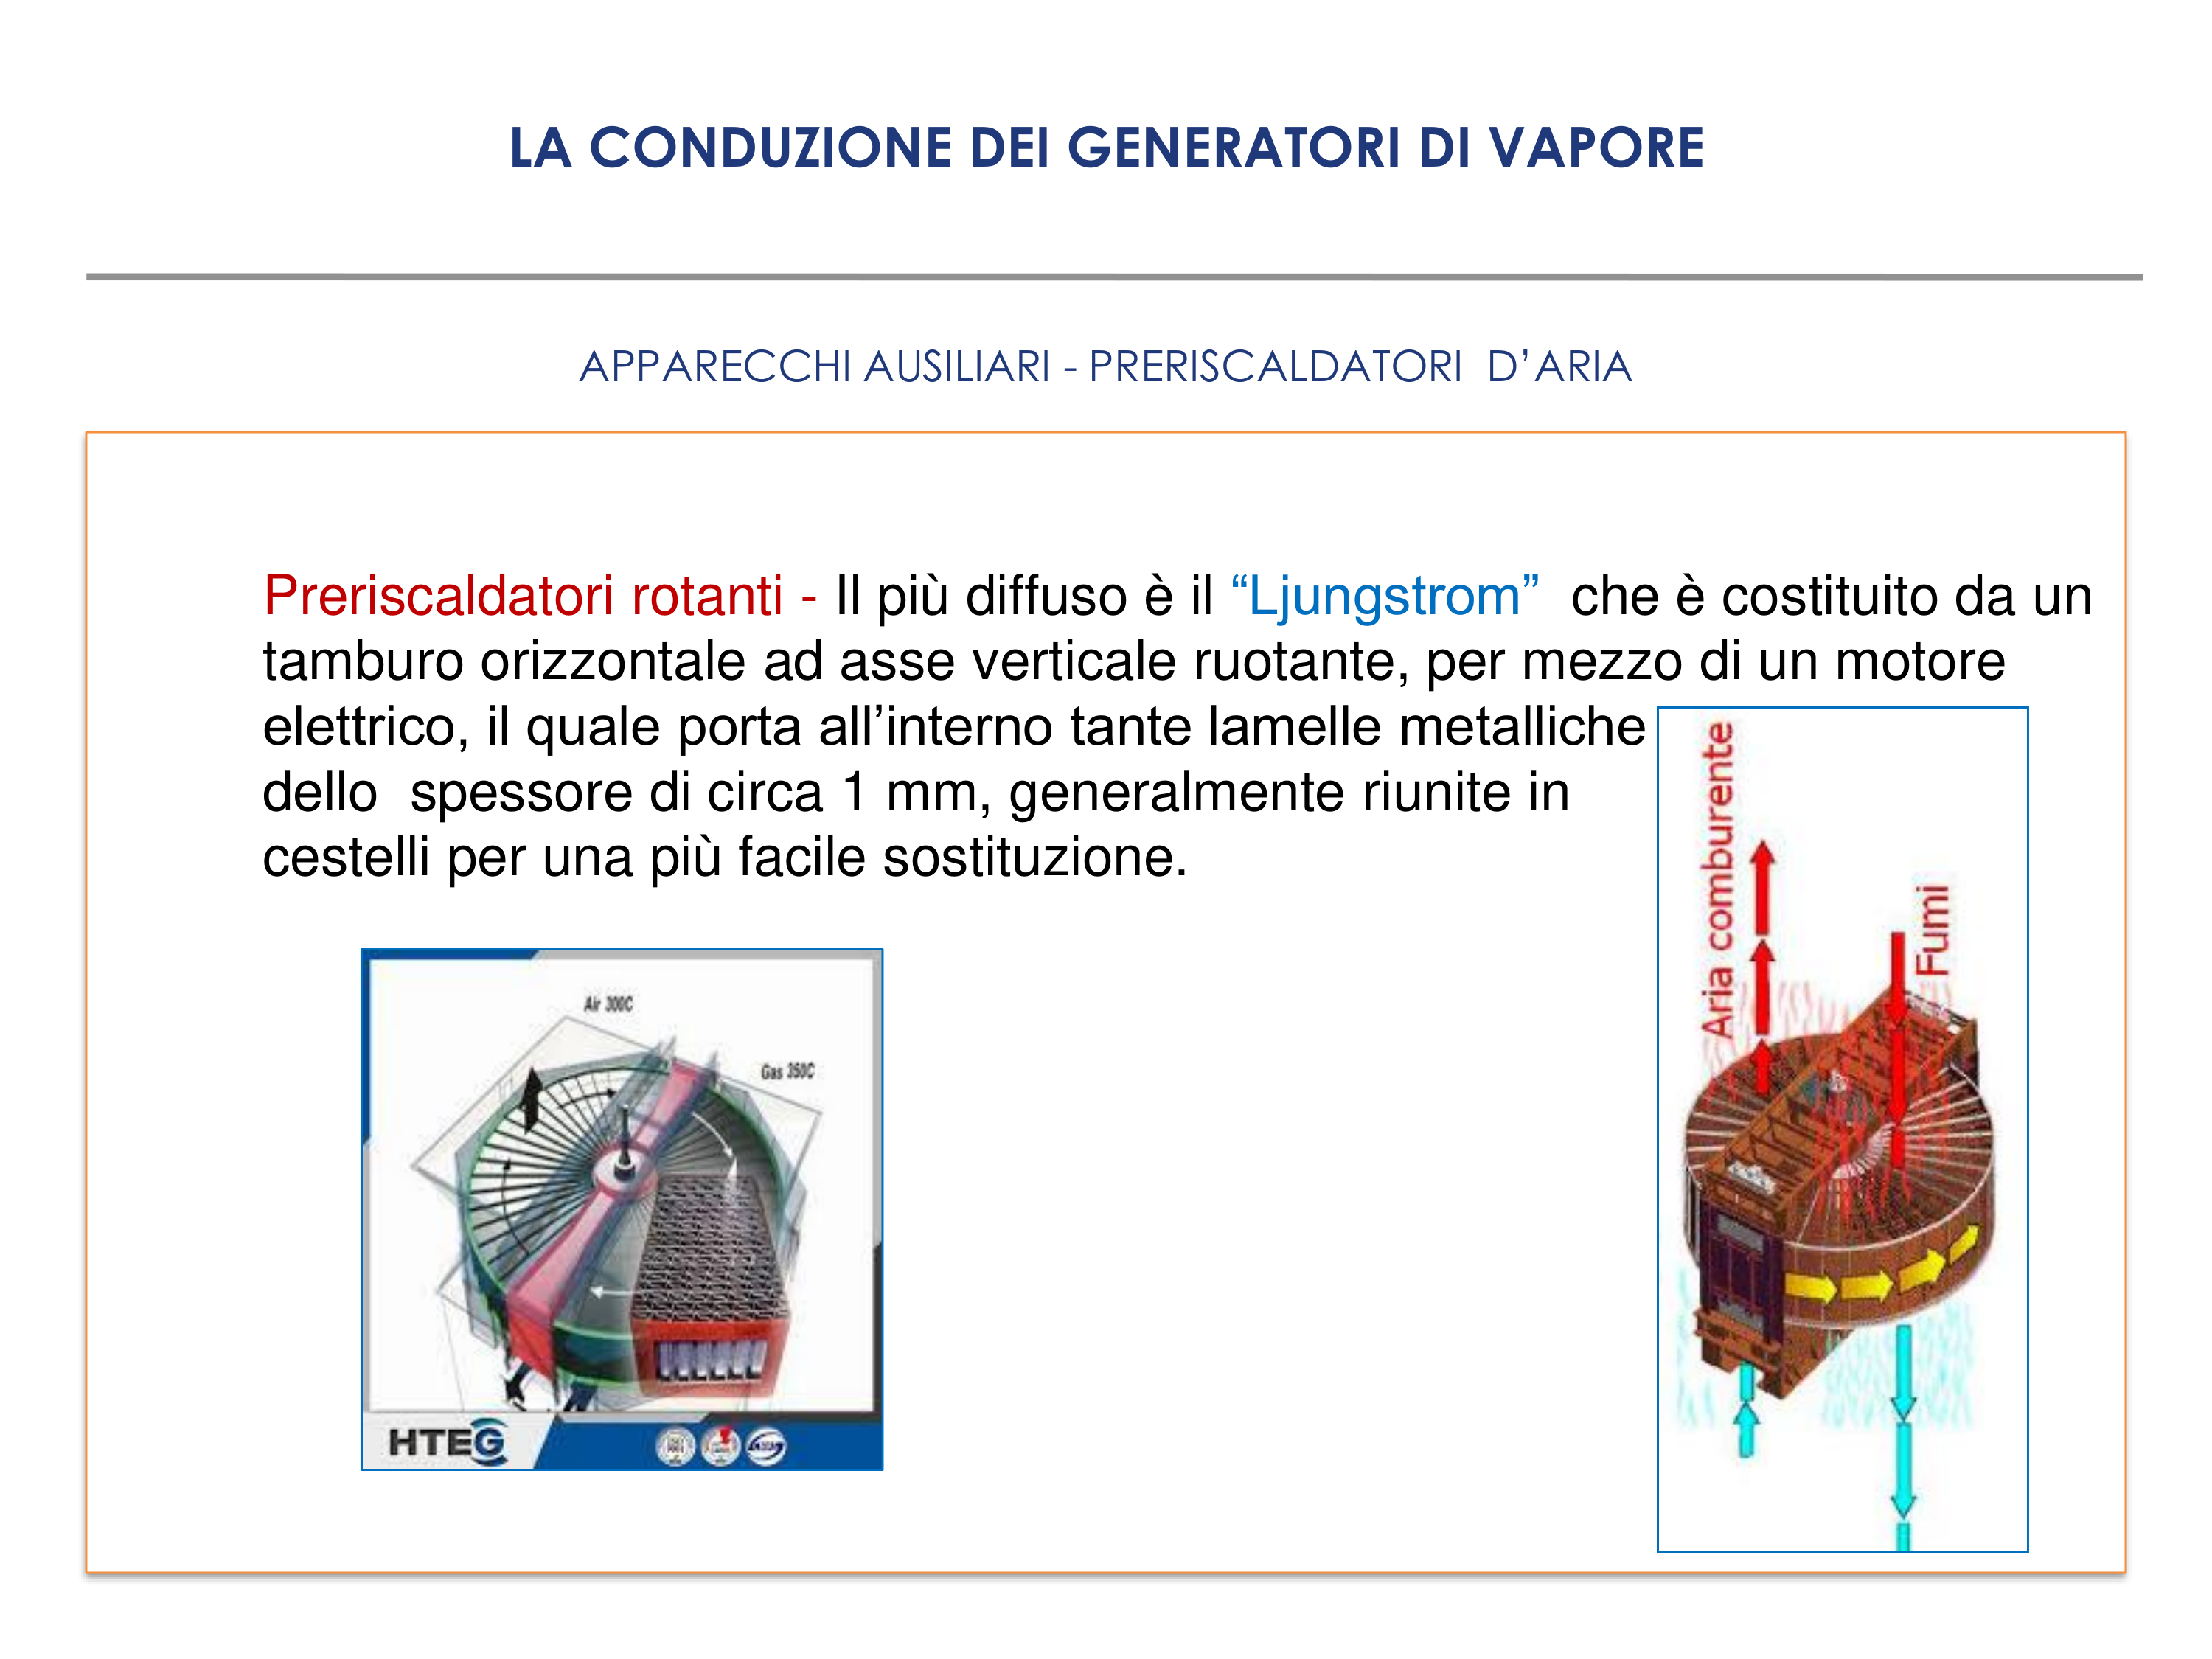 LA CONDUZIONE DEI GENERATORI DI VAPORE
APPARECCHI AUSILIARI - PRERISCALDATORI D’ARIA
Preriscaldatori rotanti - Il più diffuso è il “Ljungstrom” che è costituito da un
tamburo orizzontale ad asse verticale ruotante, per mezzo di un motore
elettrico, il quale porta all’interno tante lamelle metalliche
dello spessore di circa 1 mm, generalmente riunite in
cestelli per una più facile sostituzione.
Aria comburente
Fumi
Air 300C
Gas 350C
HTEG